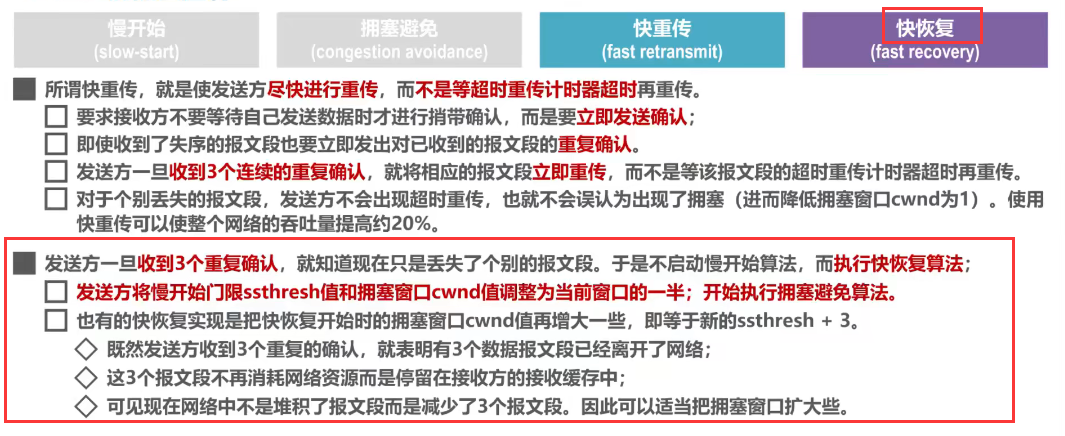 慢开始
(slow-start)
拥塞避免
(congestion avoidance)
快重传
(fast retransmit)
快恢复
(fast recovery)
所谓快重传，就是使发送方尽快进行重传，而不是等超时重传计时器超时再重传。
要求接收方不要等待自己发送数据时才进行捎带确认，而是要立即发送确认；
即使收到了失序的报文段也要立即发出对已收到的报文段的重复确认。
发送方一旦收到3个连续的重复确认，就将相应的报文段立即重传，而不是等该报文段的超时重传计时器超时再重传。
对于个别丢失的报文段，发送方不会出现超时重传，也就不会误认为出现了拥塞（进而降低拥塞窗口cwnd为1）。使用
快重传可以使整个网络的吞吐量提高约20%。
发送方一旦收到3个重复确认，就知道现在只是丢失了个别的报文段。于是不启动慢开始算法，而执行快恢复算法；
发送方将慢开始门限ssthresh值和拥塞窗口cwnd值调整为当前窗口的一半；开始执行拥塞避免算法。
也有的快恢复实现是把快恢复开始时的拥塞窗口cwnd值再增大一些，即等于新的ssthresh + 3。
既然发送方收到3个重复的确认，就表明有3个数据报文段已经离开了网络；
这3个报文段不再消耗网络资源而是停留在接收方的接收缓存中；
可见现在网络中不是堆积了报文段而是减少了3个报文段。因此可以适当把拥塞窗口扩大些。